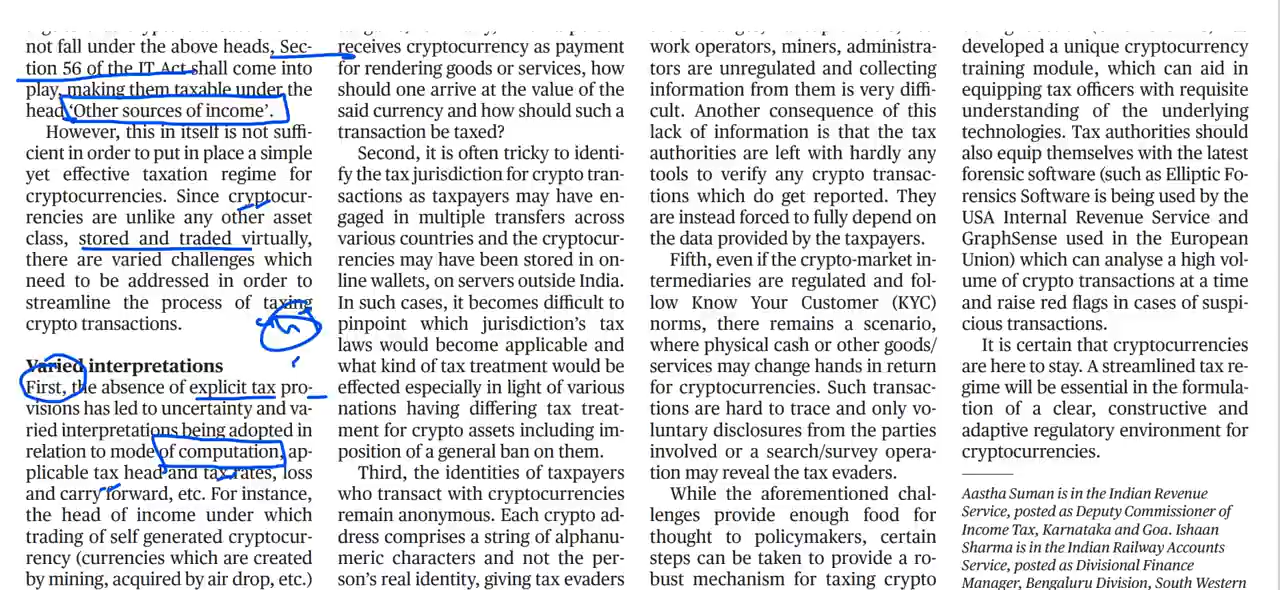 not fall under the above heads, Sec-
tion 56 of the IT Act shall come into
play, making them taxable under the
head 'Other sources of income'.
However, this in itself is not suffi-
cient in order to put in place a simple
yet effective taxation regime for
cryptocurrencies. Since cryptocur-
rencies are unlike any other asset
class, stored and traded virtually,
there are varied challenges which
need to be addressed in order to
streamline the process of taxing
crypto transactions.
Varied interpretations
First, the absence of explicit tax pro-
visions has led to uncertainty and va-
ried interpretations being adopted in
relation to mode of computation, ap-
plicable tax head and tax rates, loss
and carry forward, etc. For instance,
the head of income under which
trading of self generated cryptocur-
rency (currencies which are created
by mining, acquired by air drop, etc.)
receives cryptocurrency as payment
for rendering goods or services, how
should one arrive at the value of the
said currency and how should such a
transaction be taxed?
Second, it is often tricky to identi-
fy the tax jurisdiction for crypto tran-
sactions as taxpayers may have en-
gaged in multiple transfers across
various countries and the cryptocur-
rencies may have been stored in on-
line wallets, on servers outside India.
In such cases, it becomes difficult to
pinpoint which jurisdiction's tax
laws would become applicable and
what kind of tax treatment would be
effected especially in light of various
nations having differing tax treat-
ment for crypto assets including im-
position of a general ban on them.
Third, the identities of taxpayers
who transact with cryptocurrencies
remain anonymous. Each crypto ad-
dress comprises a string of alphanu-
meric characters and not the per-
son's real identity, giving tax evaders
work operators, miners, administra-
tors are unregulated and collecting
information from them is very diffi-
cult. Another consequence of this
lack of information is that the tax
authorities are left with hardly any
tools to verify any crypto transac-
tions which do get reported. They
are instead forced to fully depend on
the data provided by the taxpayers.
Fifth, even if the crypto-market in-
termediaries are regulated and fol-
low Know Your Customer (KYC)
norms, there remains a scenario,
where physical cash or other goods/
services may change hands in return
for cryptocurrencies. Such transac-
tions are hard to trace and only vo-
luntary disclosures from the parties
involved or a search/survey opera-
tion may reveal the tax evaders.
While the aforementioned chal-
lenges provide enough food for
thought to policymakers, certain
steps can be taken to provide a ro-
bust mechanism for taxing crypto
developed a unique cryptocurrency
training module, which can aid in
equipping tax officers with requisite
understanding of the underlying
technologies. Tax authorities should
also equip themselves with the latest
forensic software (such as Elliptic Fo-
rensics Software is being used by the
USA Internal Revenue Service and
GraphSense used in the European
Union) which can analyse a high vol-
ume of crypto transactions at a time
and raise red flags in cases of suspi-
cious transactions.
It is certain that cryptocurrencies
are here to stay. A streamlined tax re-
gime will be essential in the formula-
tion of a clear, constructive and
adaptive regulatory environment for
cryptocurrencies.
Aastha Suman is in the Indian Revenue
Service, posted as Deputy Commissioner of
Income Tax, Karnataka and Goa. Ishaan
Sharma is in the Indian Railway Accounts
Service, posted as Divisional Finance
Manager, Bengaluru Division, South Western